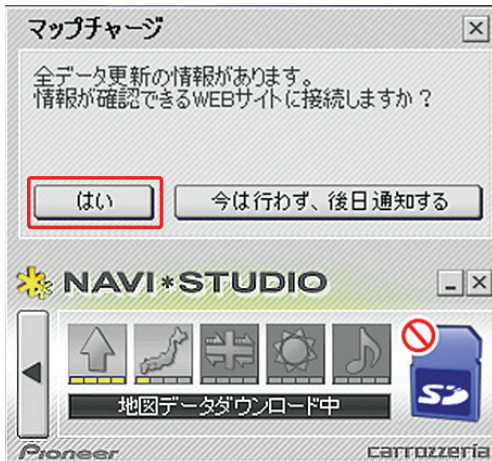 マップチャージ
全データ更新の情報があります。
情報が確認できるWEBサイトに接続しますか?
はい
今は行わず、後日通知する
NAVI*STUDIO
地図データダウンロード中
SD
Pioneer
carrozzeria